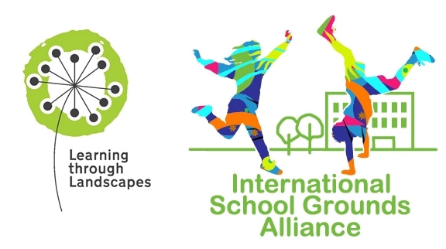 Learning
through
Landscapes
International
School Grounds
Alliance